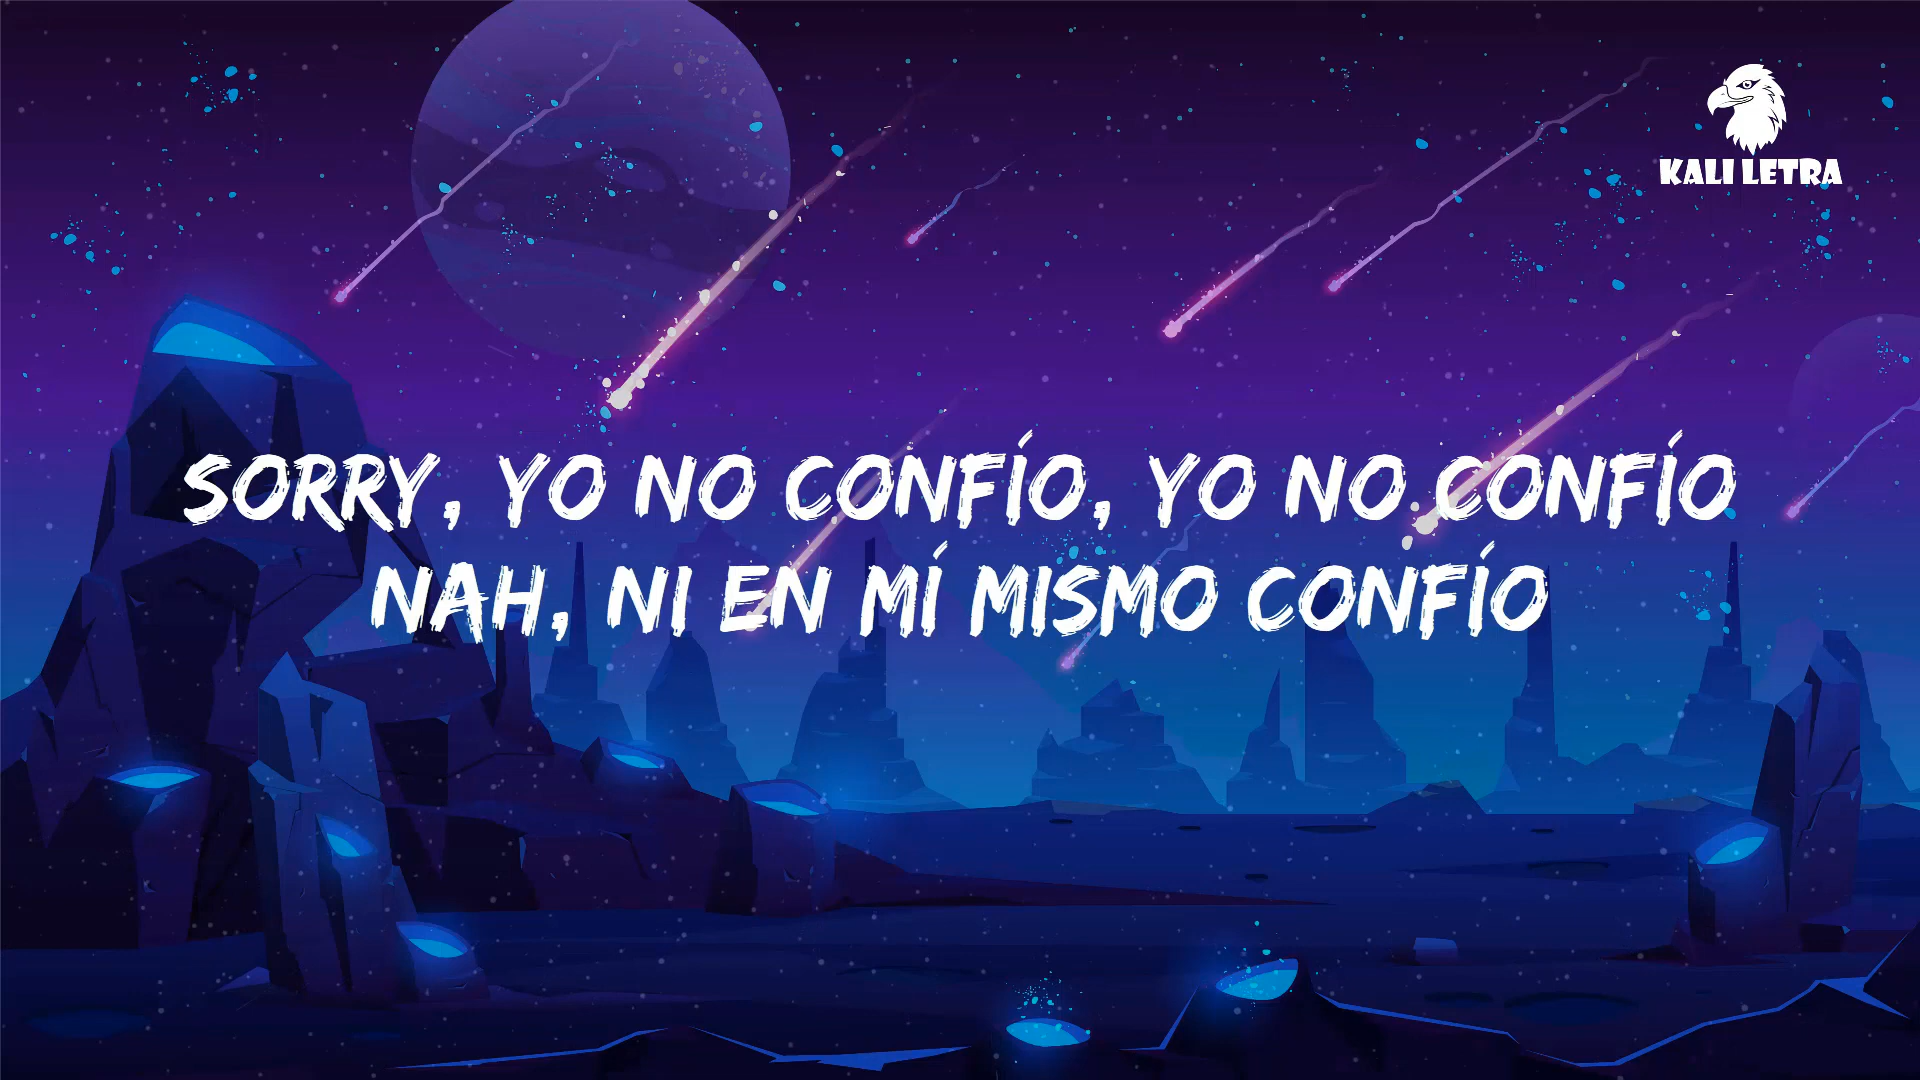 KALI LETRA
SORRY, YO NO CONFÍO, YO NO CONFÍO
NAH, NI EN MÍ MISMO CONFÍO